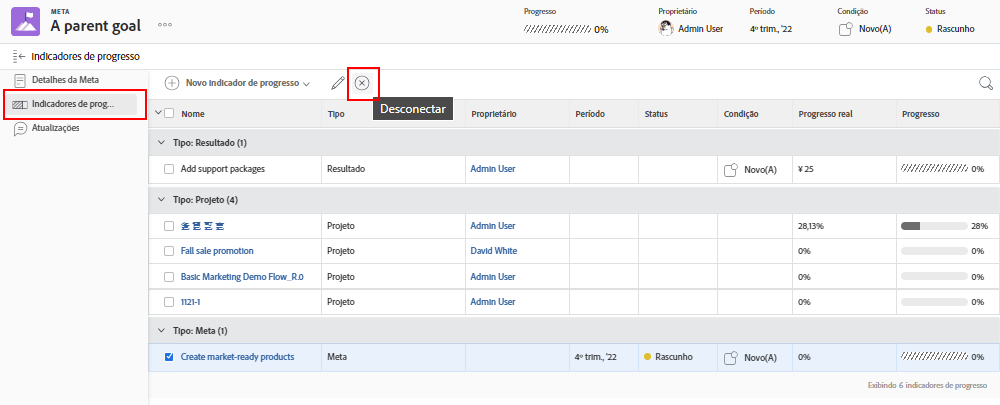 META
A parent goal
Progresso
0%
Proprietário
Admin User
Período
4º trim., '22
Condição
Novo(A)
Status
Rascunho
Indicadores de progresso
Detalhes da Meta
Indicadores de prog...
Atualizações
Novo indicador de progresso
Desconectar
Nome Tipo Proprietário Período Status Condição Progresso real Progresso
Tipo: Resultado (1)
Add support packages Resultado Admin User Novo(A) ¥ 25 0%
Tipo: Projeto (4)
Projeto Admin User 28,13% 28%
Fall sale promotion Projeto David White 0% 0%
Basic Marketing Demo Flow_R.0 Projeto Admin User 0% 0%
1121-1 Projeto Admin User 0% 0%
Tipo: Meta (1)
Create market-ready products Meta 4º trim., '22 Rascunho Novo(A) 0% 0%
Exibindo 6 indicadores de progresso